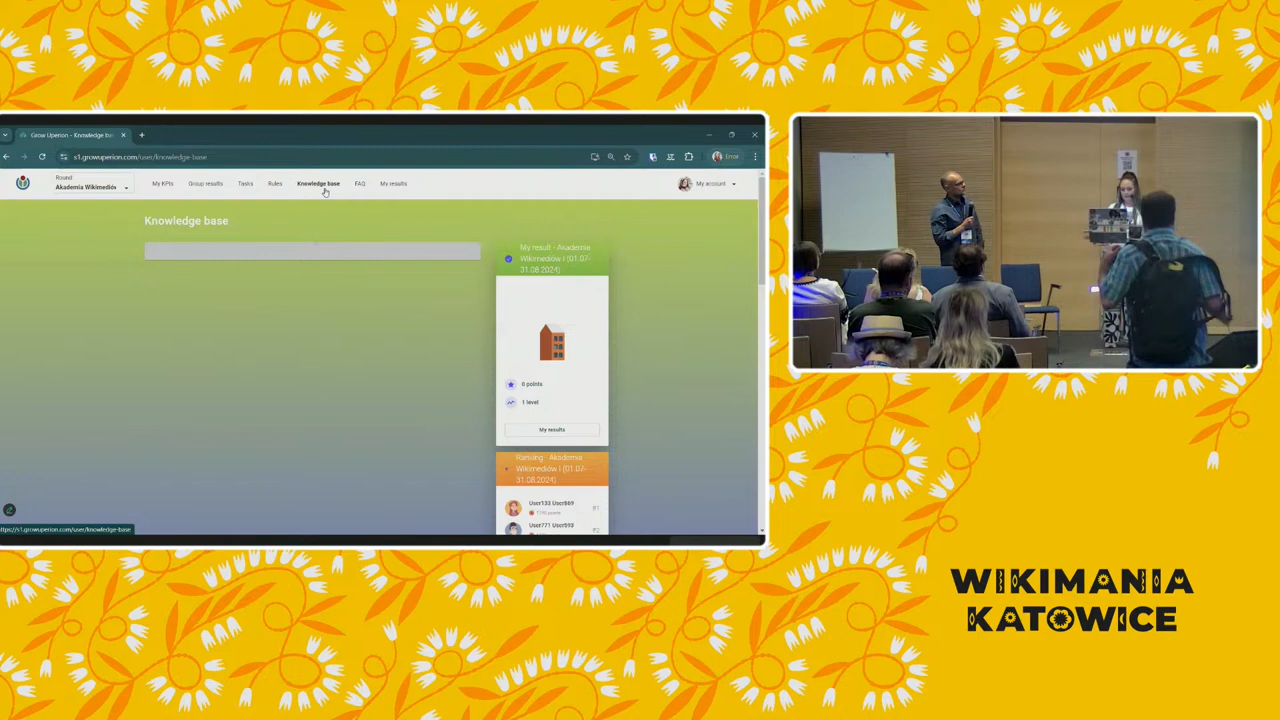 Grow Uperion - Knowledge ba
s1.growuperion.com/user/knowledge-base
Error
Round:
Akademia Wikimediów
My KPIs
Group results
Tasks
Rules
Knowledge base
FAQ
My results
My account
Knowledge base
My result - Akademia
Wikimediów I (01.07-
31.08.2024)
0 points
1 level
My results
Ranking - Akademia
Wikimediów I (01.07-
31.08.2024)
User133 User869
#1
User771 User593
#2
https://s1.growuperion.com/user/knowledge-base
WIKIMANIA
KATOWICE